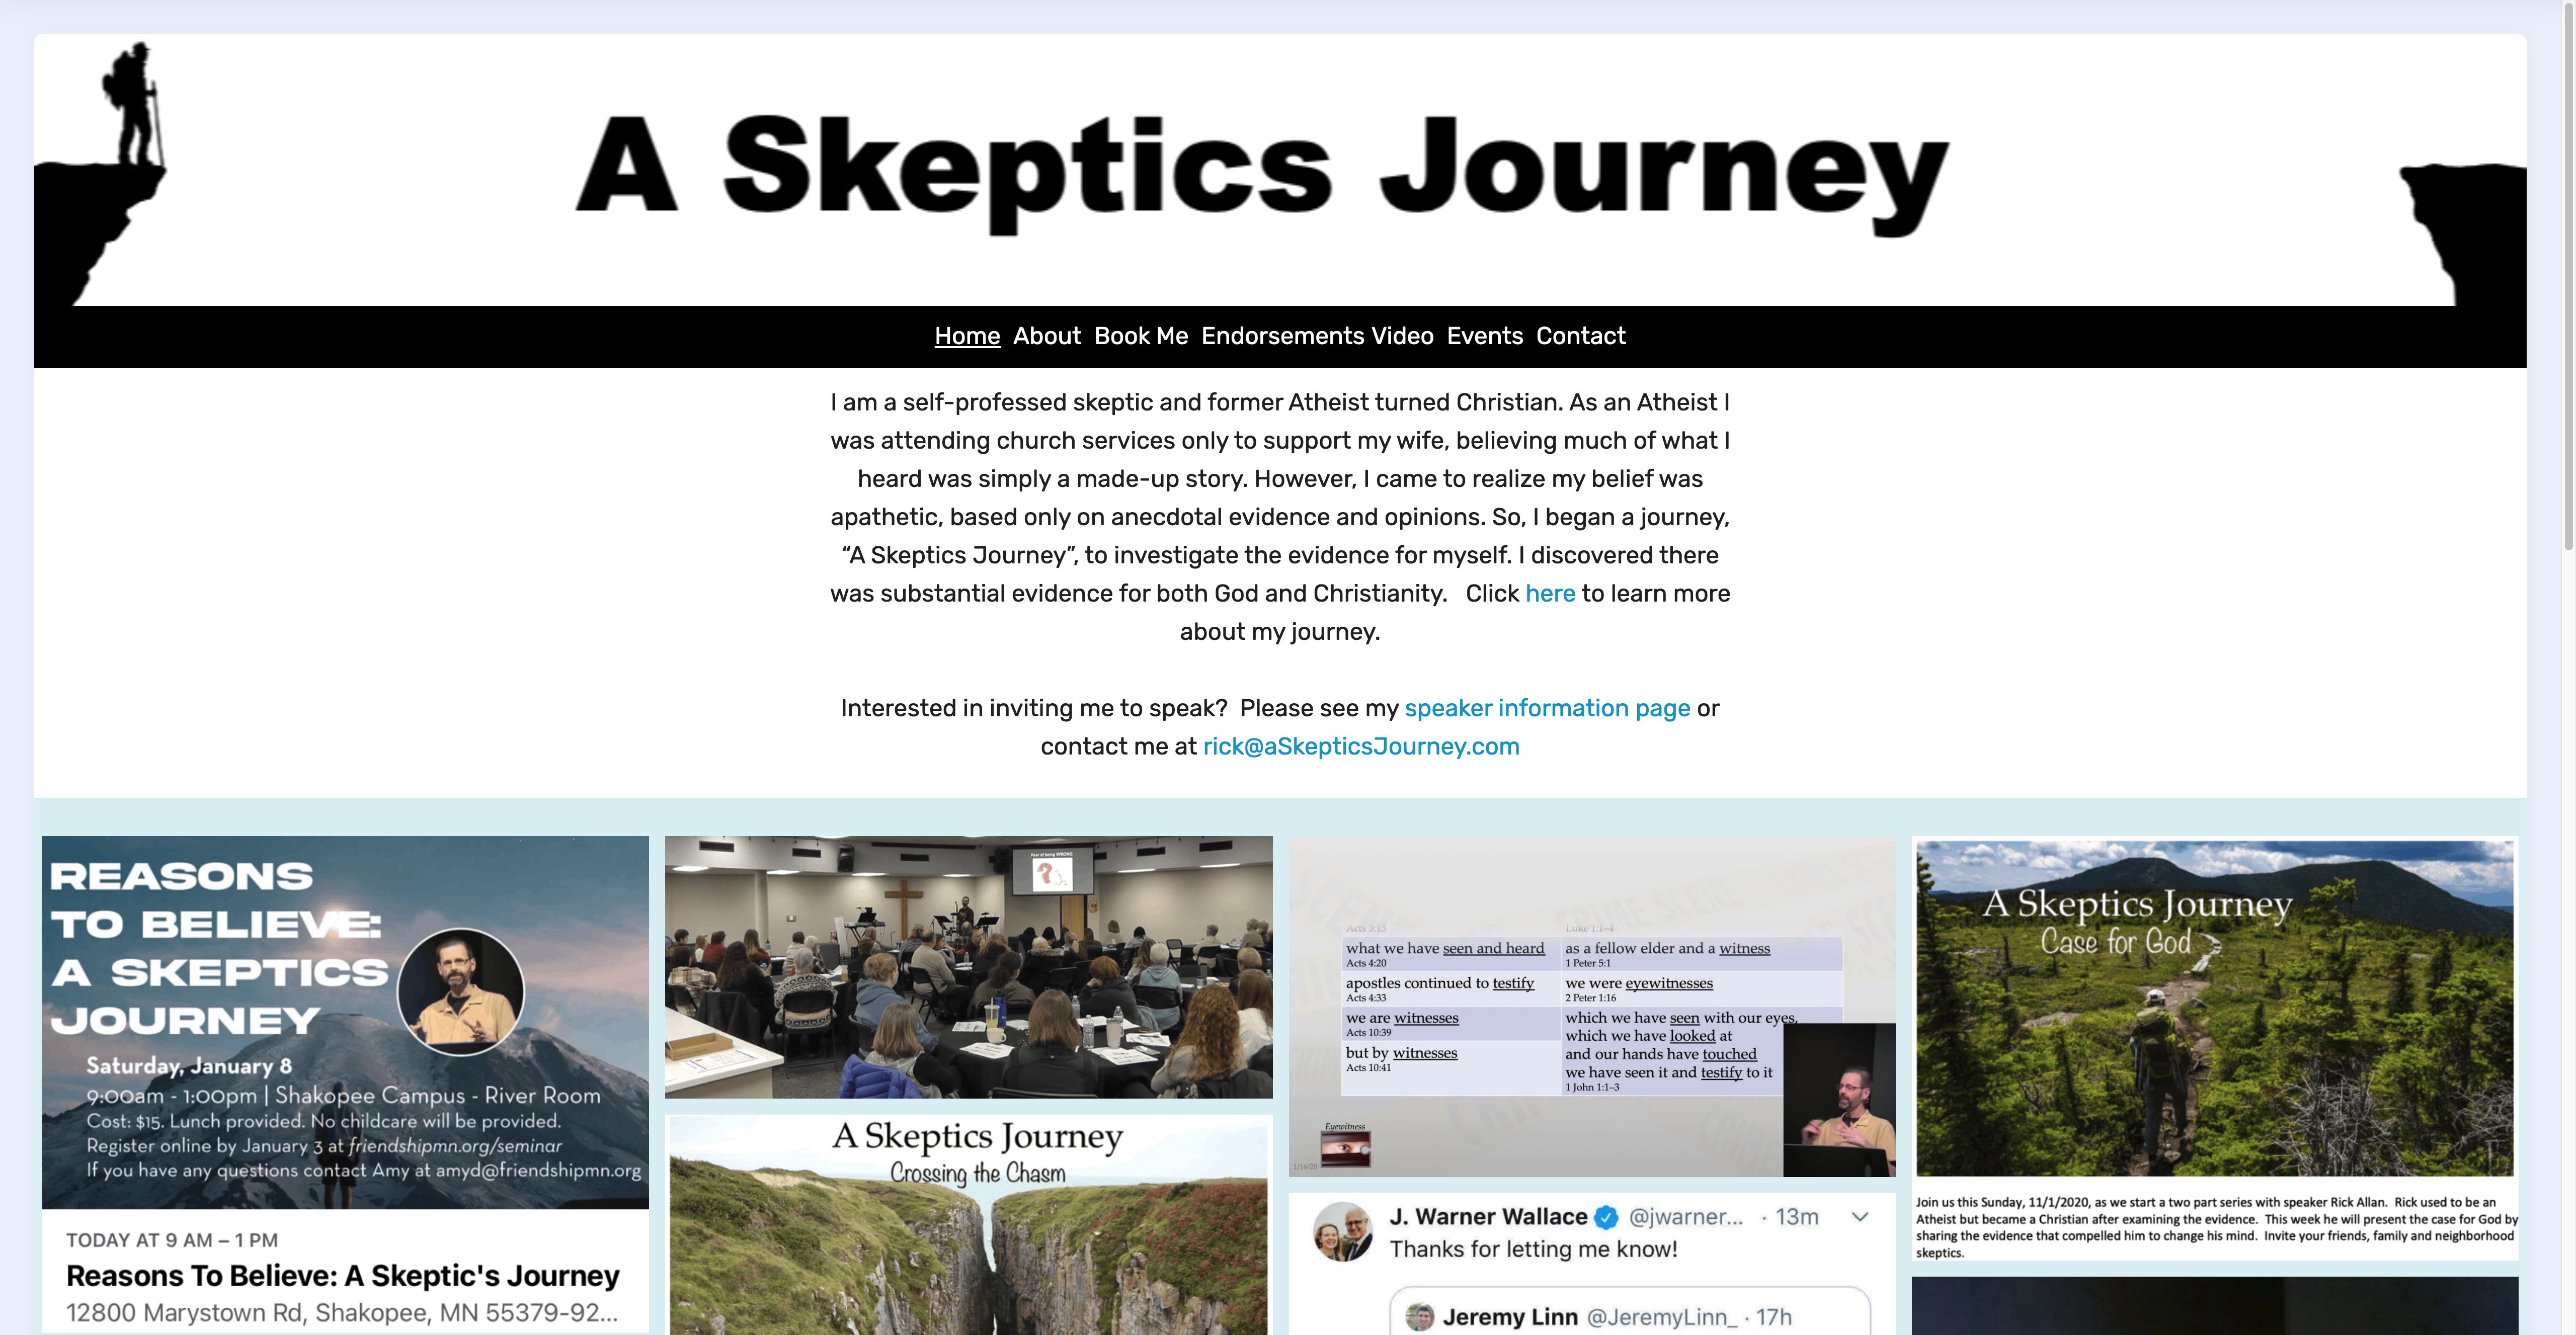 A Skeptics Journey
Home About Book Me Endorsements Video Events Contact
I am a self-professed skeptic and former Atheist turned Christian. As an Atheist I
was attending church services only to support my wife, believing much of what I
heard was simply a made-up story. However, I came to realize my belief was
apathetic, based only on anecdotal evidence and opinions. So, I began a journey,
“A Skeptics Journey”, to investigate the evidence for myself. I discovered there
was substantial evidence for both God and Christianity. Click here to learn more
about my journey.
Interested in inviting me to speak? Please see my speaker information page or
contact me at rick@aSkepticsJourney.com
REASONS
TO BELIEVE:
A SKEPTICS
JOURNEY
Saturday, January 8
9:00am - 1:00pm | Shakopee Campus - River Room
Cost: $15. Lunch provided. No childcare will be provided.
Register online by January 3 at friendshipmn.org/seminar
If you have any questions contact Amy at amyd@friendshipmn.org
TODAY AT 9 AM – 1 PM
Reasons To Believe: A Skeptic's Journey
12800 Marystown Rd, Shakopee, MN 55379-92...
Fear of being WRONG
A Skeptics Journey
Crossing the Chasm
Acts 3:15
Luke 1:1–4
what we have seen and heard
Acts 4:20
as a fellow elder and a witness
1 Peter 5:1
apostles continued to testify
Acts 4:33
we were eyewitnesses
2 Peter 1:16
we are witnesses
Acts 10:39
but by witnesses
Acts 10:41
which we have seen with our eyes,
which we have looked at
and our hands have touched
we have seen it and testify to it
1 John 1:1–3
Eyewitness
1/16/20
J. Warner Wallace @jwarner... · 13m
Thanks for letting me know!
Jeremy Linn @JeremyLinn_ · 17h
A Skeptics Journey
Case for God
Join us this Sunday, 11/1/2020, as we start a two part series with speaker Rick Allan. Rick used to be an
Atheist but became a Christian after examining the evidence. This week he will present the case for God by
sharing the evidence that compelled him to change his mind. Invite your friends, family and neighborhood
skeptics.